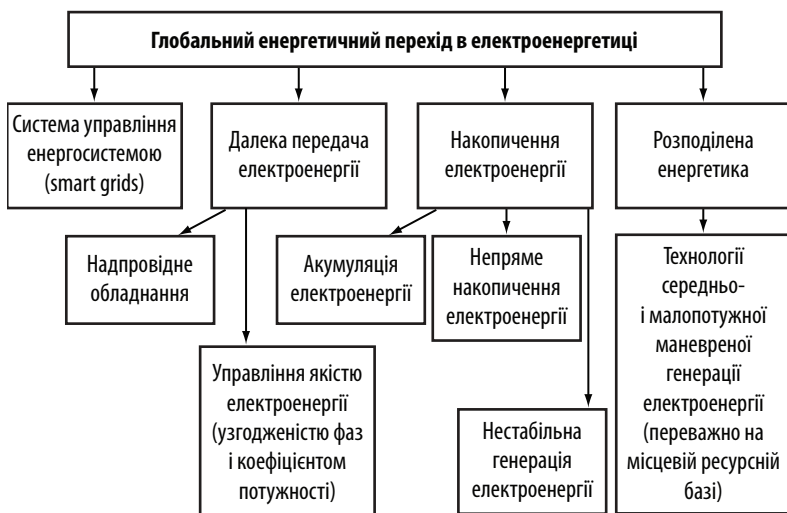 Глобальний енергетичний перехід в електроенергетиці
Система управління
енергосистемою
(smart grids)
Далека передача
електроенергії
Накопичення
електроенергії
Розподілена
енергетика
Надпровідне
обладнання
Акумуляція
електроенергії
Непряме
накопичення
електроенергії
Технології
середньо-
і малопотужної
маневреної
генерації
електроенергії
(переважно на
місцевій ресурсній
базі)
Управління якістю
електроенергії
(узгодженістю фаз
і коефіцієнтом
потужності)
Нестабільна
генерація
електроенергії